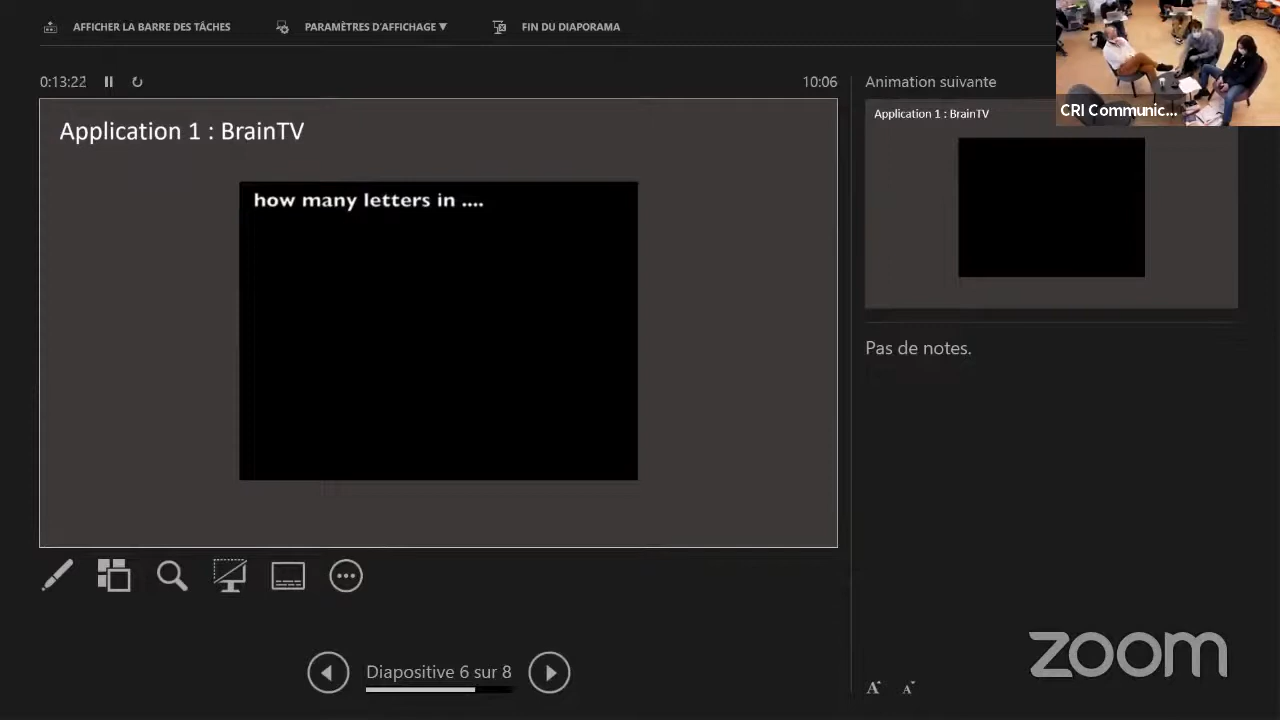 AFFICHER LA BARRE DES TÂCHES
PARAMÈTRES D'AFFICHAGE ▼
FIN DU DIAPORAMA
0:13:22
10:06
Application 1 : BrainTV
how many letters in ....
Diapositive 6 sur 8
Animation suivante
Application 1 : BrainTV
Pas de notes.
CRI Communic...
A A
zoom